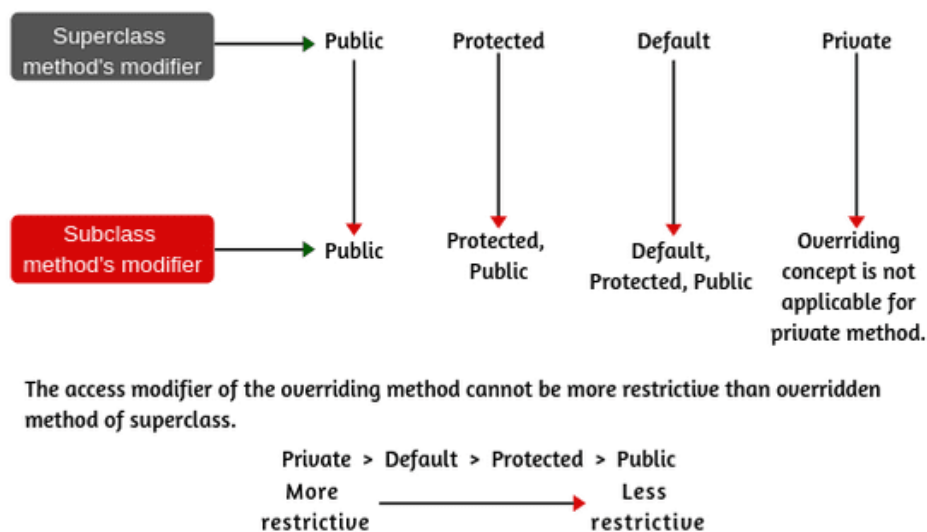 Superclass
method's modifier
Public
Protected
Default
Private
Subclass
method's modifier
Public
Protected,
Public
Default,
Protected, Public
Overriding
concept is not
applicable for
private method.
The access modifier of the overriding method cannot be more restrictive than overridden
method of superclass.
Private > Default > Protected > Public
More
restrictive
Less
restrictive